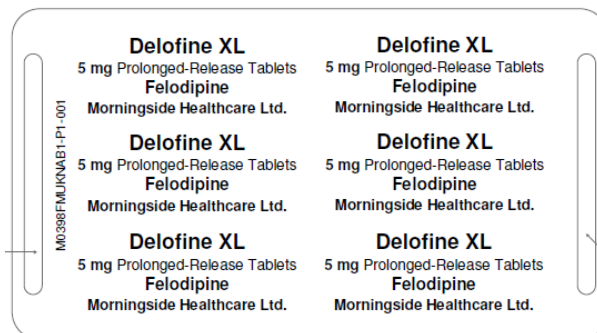 Delofine XL
5 mg Prolonged-Release Tablets
Felodipine
Morningside Healthcare Ltd.
Delofine XL
5 mg Prolonged-Release Tablets
Felodipine
Morningside Healthcare Ltd.
M0398FMUKNAB1-P1-001
Delofine XL
5 mg Prolonged-Release Tablets
Felodipine
Morningside Healthcare Ltd.
Delofine XL
5 mg Prolonged-Release Tablets
Felodipine
Morningside Healthcare Ltd.
Delofine XL
5 mg Prolonged-Release Tablets
Felodipine
Morningside Healthcare Ltd.
Delofine XL
5 mg Prolonged-Release Tablets
Felodipine
Morningside Healthcare Ltd.